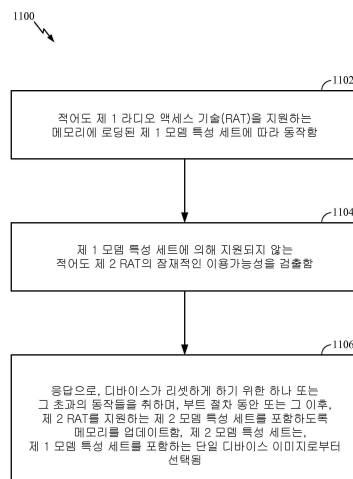 1100
1102
적어도 제 1 라디오 액세스 기술(RAT)을 지원하는
메모리에 로딩된 제 1 모뎀 특성 세트에 따라 동작함
1104
제 1 모뎀 특성 세트에 의해 지원되지 않는
적어도 제 2 RAT의 잠재적인 이용가능성을 검출함
1106
응답으로, 디바이스가 리셋하게 하기 위한 하나 또는
그 초과의 동작들을 취하며, 부트 절차 동안 또는 그 이후,
제 2 RAT를 지원하는 제 2 모뎀 특성 세트를 포함하도록
메모리를 업데이트함, 제 2 모뎀 특성 세트는,
제 1 모뎀 특성 세트를 포함하는 단일 디바이스 이미지로부터
선택됨